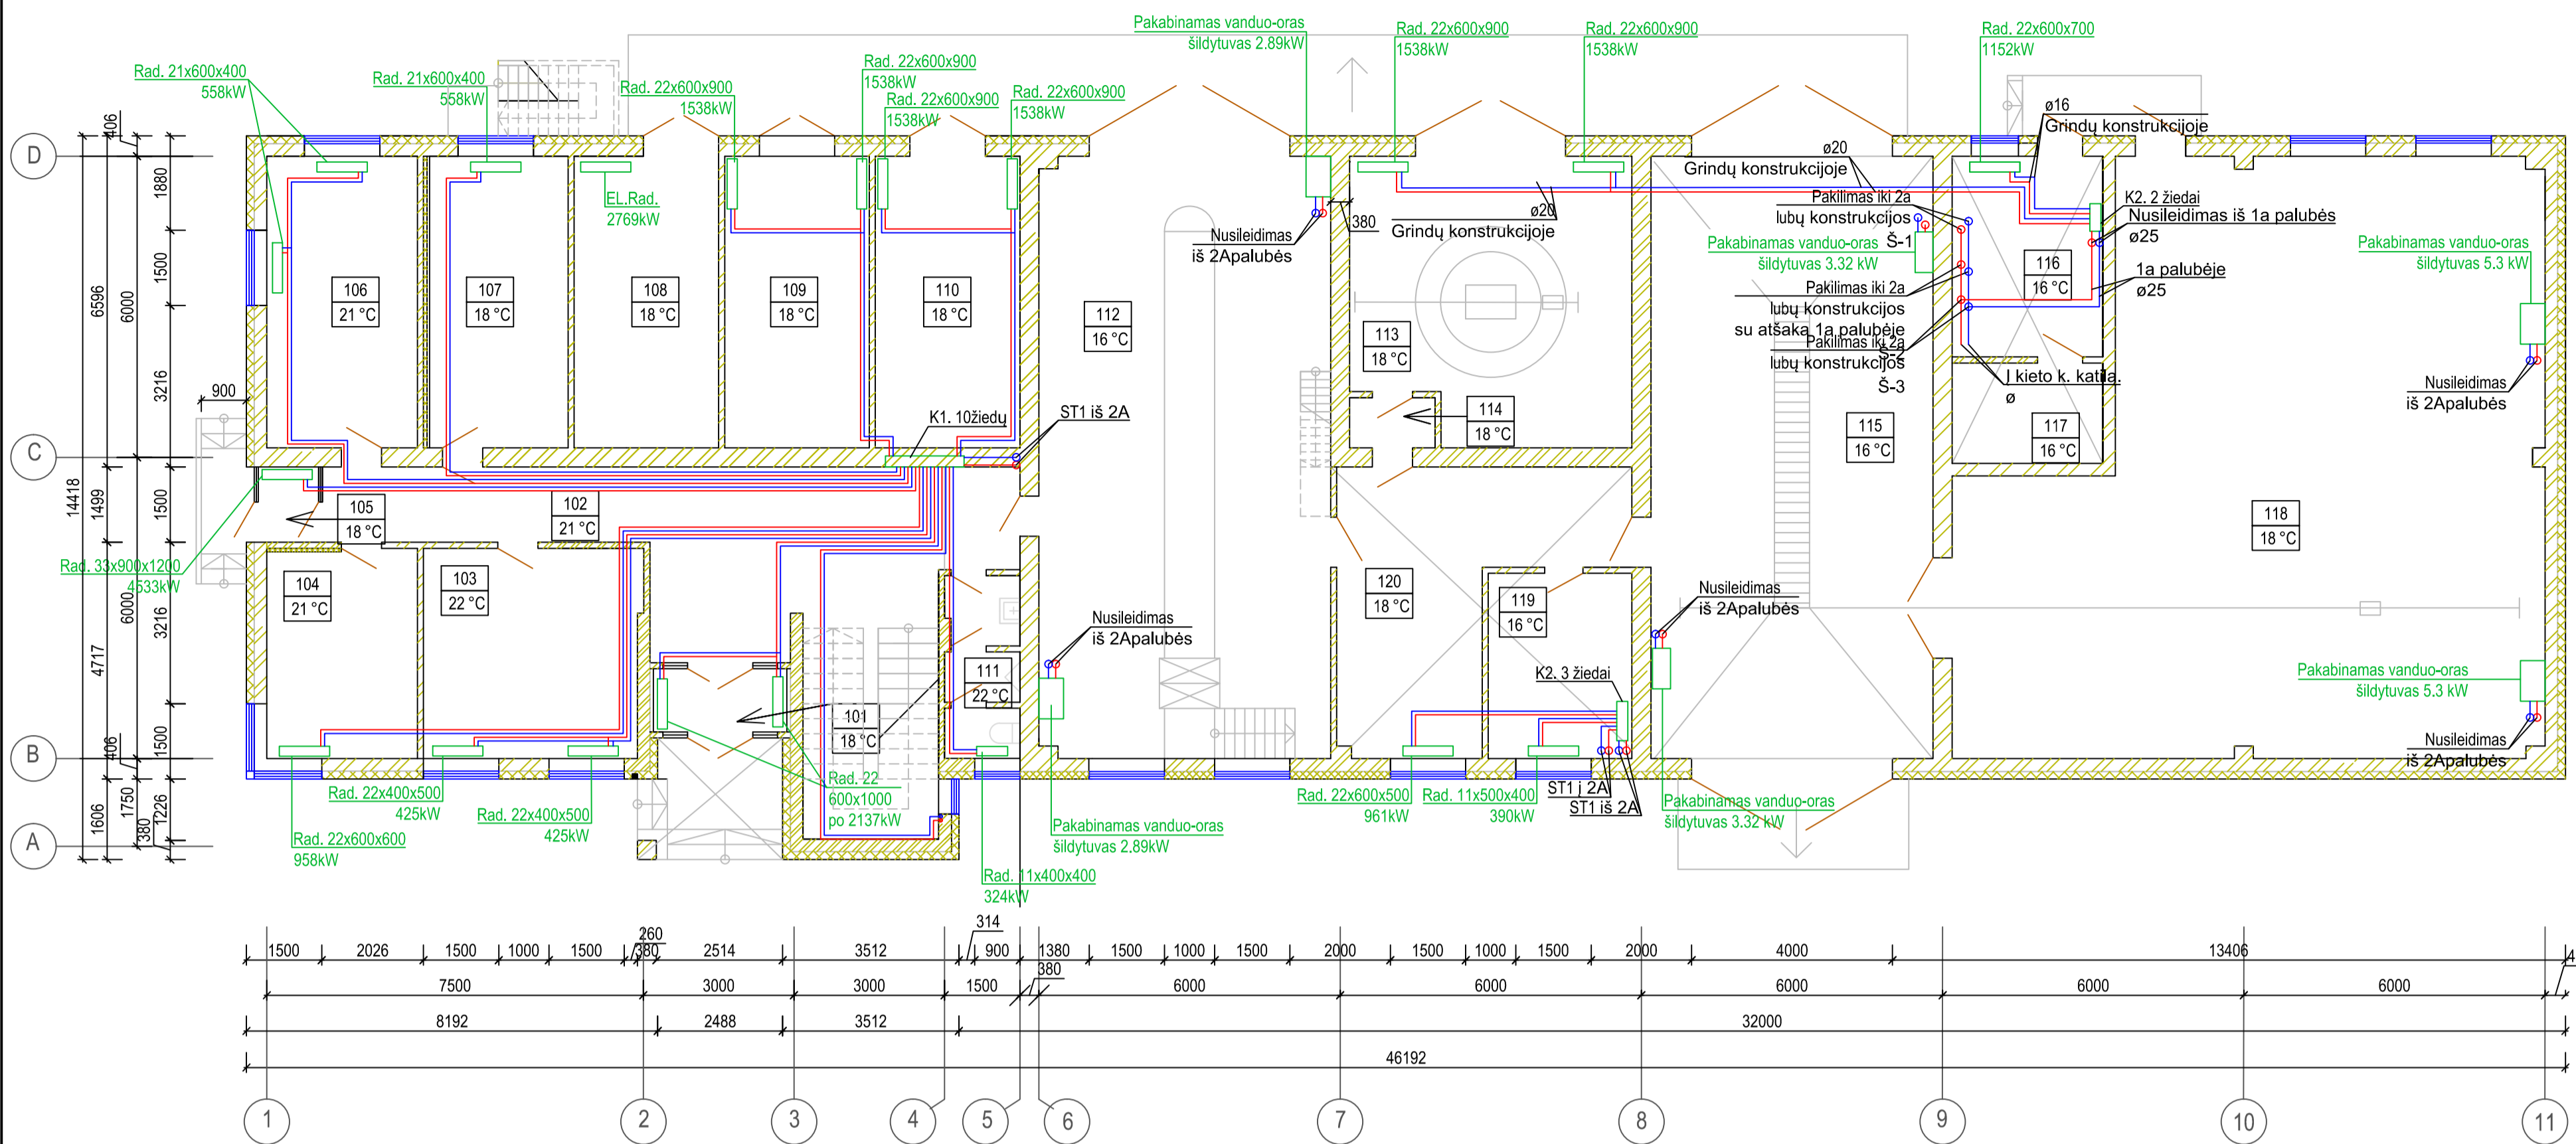 Pakabinamas vanduo-oras
šildytuvas 2.89kW
Rad. 22x600x900
1538kW
Rad. 22x600x900
1538kW
Rad. 22x600x700
1152kW
Rad. 21x600x400
558kW
Rad. 21x600x400
558kW
Rad. 22x600x900
1538kW
Rad. 22x600x900
1538kW
Rad. 22x600x900
1538kW
Rad. 22x600x900
1538kW
ø16
Grindų konstrukcijoje
ø20
Grindų konstrukcijoje
EL.Rad.
2769kW
Nusileidimas
iš 2Apalubės
380
ø20
Grindų konstrukcijoje
Pakilimas iki 2a
lubų konstrukcijos
Š-1
Pakabinamas vanduo-oras
šildytuvas 3.32 kW
Pakilimas iki 2a
lubų konstrukcijos
su atšaka 1a palubėje
Š-2
Pakilimas iki 2a
lubų konstrukcijos
Š-3
K2. 2 žiedai
Nusileidimas iš 1a palubės
ø25
1a palubėje
ø25
Į kieto k. katilą.
ø
Pakabinamas vanduo-oras
šildytuvas 5.3 kW
Nusileidimas
iš 2Apalubės
106
21 °C
107
18 °C
108
18 °C
109
18 °C
110
18 °C
112
16 °C
113
18 °C
114
18 °C
115
16 °C
116
16 °C
117
16 °C
118
18 °C
K1. 10žiedų
ST1 iš 2A
105
18 °C
102
21 °C
104
21 °C
103
22 °C
101
18 °C
111
22 °C
120
18 °C
119
16 °C
Rad. 33x900x1200
4533kW
Nusileidimas
iš 2Apalubės
Nusileidimas
iš 2Apalubės
K2. 3 žiedai
Pakabinamas vanduo-oras
šildytuvas 5.3 kW
Nusileidimas
iš 2Apalubės
Rad. 22x600x600
958kW
Rad. 22x400x500
425kW
Rad. 22x400x500
425kW
Rad. 22
600x1000
po 2137kW
Rad. 11x400x400
324kW
Pakabinamas vanduo-oras
šildytuvas 2.89kW
Rad. 22x600x500
961kW
Rad. 11x500x400
390kW
ST1 į 2A
ST1 iš 2A
Pakabinamas vanduo-oras
šildytuvas 3.32 kW
D
C
B
A
406
1880
1500
6596
6000
3216
900
14418
1499
1500
6000
3216
4717
406
1500
1606
1750
380
1226
1500
2026
1500
1000
1500
260
380
2514
3512
314
900
1380
1500
1000
1500
2000
1500
1000
1500
2000
4000
13406
7500
3000
3000
1500
380
6000
6000
6000
6000
6000
8192
2488
3512
32000
46192
1
2
3
4
5
6
7
8
9
10
11